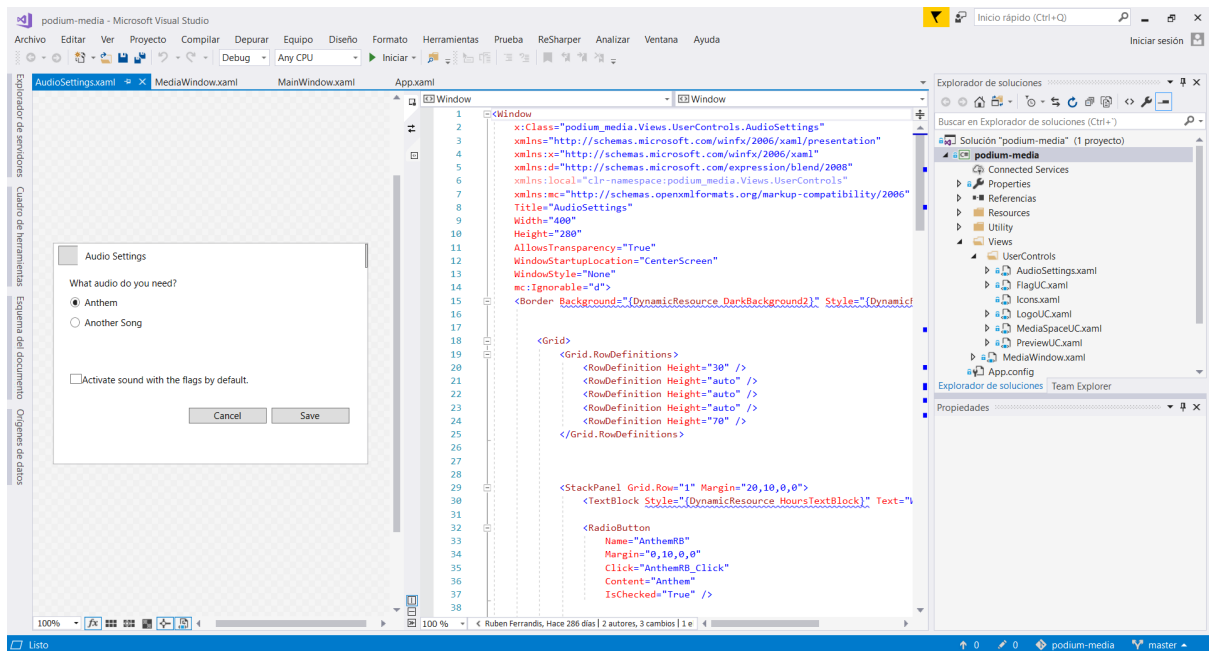 podium-media - Microsoft Visual Studio
Inicio rápido (Ctrl+Q)
Archivo Editar Ver Proyecto Compilar Depurar Equipo Diseño Formato Herramientas Prueba ReSharper Analizar Ventana Ayuda
Iniciar sesión
Debug Any CPU Iniciar
Explorador de servidores
Cuadro de herramientas
Esquema del documento
Orígenes de datos
AudioSettings.xaml MediaWindow.xaml MainWindow.xaml App.xaml
Audio Settings
What audio do you need?
Anthem
Another Song
Activate sound with the flags by default.
Cancel Save
100%
Window Window
1 <Window
2 x:Class="podium_media.Views.UserControls.AudioSettings"
3 xmlns="http://schemas.microsoft.com/winfx/2006/xaml/presentation"
4 xmlns:x="http://schemas.microsoft.com/winfx/2006/xaml"
5 xmlns:d="http://schemas.microsoft.com/expression/blend/2008"
6 xmlns:local="clr-namespace:podium_media.Views.UserControls"
7 xmlns:mc="http://schemas.openxmlformats.org/markup-compatibility/2006"
8 Title="AudioSettings"
9 Width="400"
10 Height="280"
11 AllowsTransparency="True"
12 WindowStartupLocation="CenterScreen"
13 WindowStyle="None"
14 mc:Ignorable="d">
15 <Border Background="{DynamicResource DarkBackground2}" Style="{Dynamic
16
17
18 <Grid>
19 <Grid.RowDefinitions>
20 <RowDefinition Height="30" />
21 <RowDefinition Height="auto" />
22 <RowDefinition Height="auto" />
23 <RowDefinition Height="auto" />
24 <RowDefinition Height="70" />
25 </Grid.RowDefinitions>
26
27
28
29 <StackPanel Grid.Row="1" Margin="20,10,0,0">
30 <TextBlock Style="{DynamicResource HoursTextBlock}" Text="W
31
32 <RadioButton
33 Name="AnthemRB"
34 Margin="0,10,0,0"
35 Click="AnthemRB_Click"
36 Content="Anthem"
37 IsChecked="True" />
38
100 % Ruben Ferrandis, Hace 286 días | 2 autores, 3 cambios | 1 e
Explorador de soluciones
Buscar en Explorador de soluciones (Ctrl+´)
Solución "podium-media" (1 proyecto)
podium-media
Connected Services
Properties
Referencias
Resources
Utility
Views
UserControls
AudioSettings.xaml
FlagUC.xaml
Icons.xaml
LogoUC.xaml
MediaSpaceUC.xaml
PreviewUC.xaml
MediaWindow.xaml
App.config
Explorador de soluciones Team Explorer
Propiedades
Listo
0 0 podium-media master